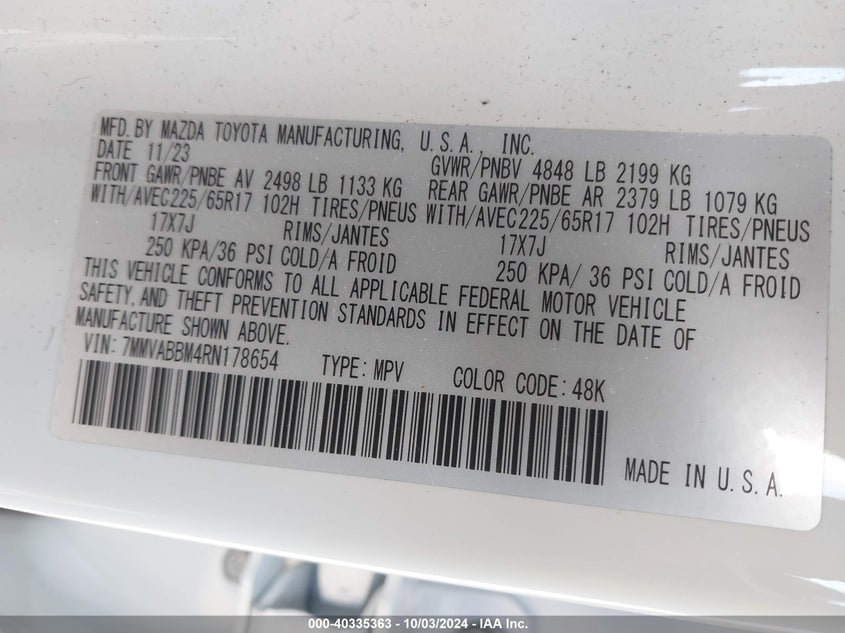 MFD. BY MAZDA TOYOTA MANUFACTURING, U.S.A., INC.
DATE 11/23 GVWR/PNBV 4848 LB 2199 KG
FRONT GAWR/PNBE AV 2498 LB 1133 KG REAR GAWR/PNBE AR 2379 LB 1079 KG
WITH/AVEC225/65R17 102H TIRES/PNEUS WITH/AVEC225/65R17 102H TIRES/PNEUS
17X7J RIMS/JANTES 17X7J RIMS/JANTES
250 KPA/36 PSI COLD/A FROID 250 KPA/ 36 PSI COLD/A FROID
THIS VEHICLE CONFORMS TO ALL APPLICABLE FEDERAL MOTOR VEHICLE
SAFETY, AND THEFT PREVENTION STANDARDS IN EFFECT ON THE DATE OF
MANUFACTURE SHOWN ABOVE.
VIN: 7MMVABBM4RN178654 TYPE: MPV COLOR CODE: 48K
MADE IN U.S.A.
000-40335363 - 10/03/2024 - IAA Inc.